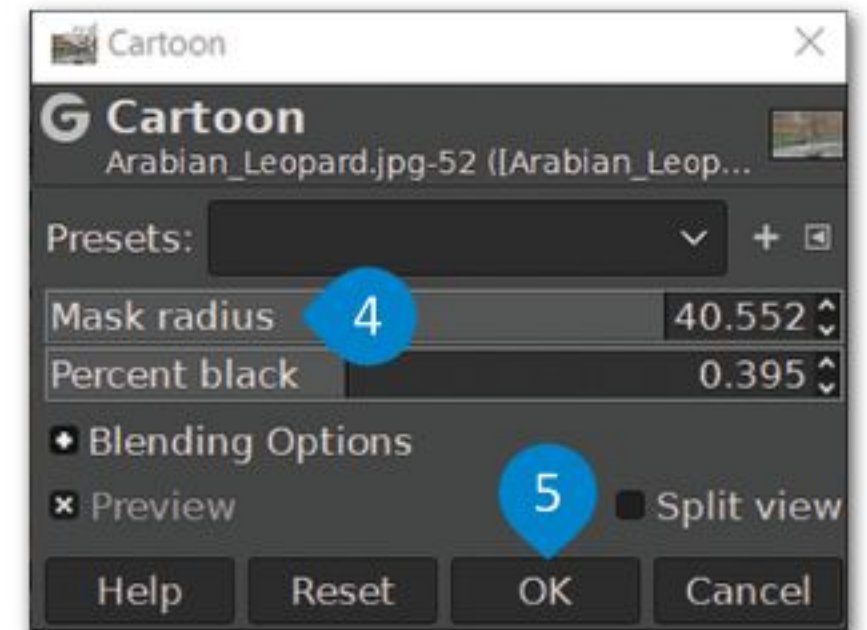 Cartoon
Cartoon
Arabian_Leopard.jpg-52 ([Arabian_Leop...
Presets:
Mask radius 4 40.552
Percent black 0.395
Blending Options
Preview 5 Split view
Help Reset OK Cancel